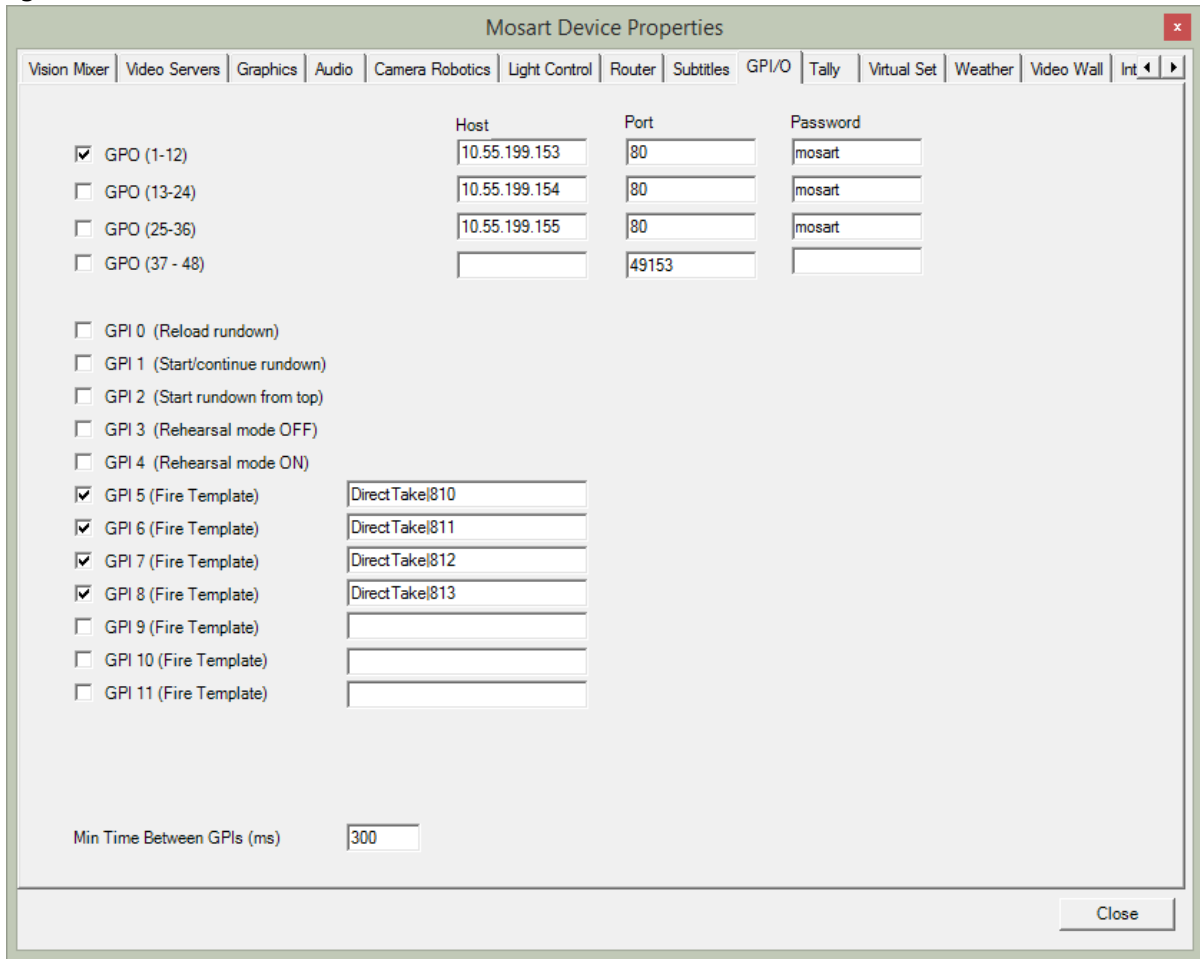 Mosart Device Properties
x
Vision Mixer Video Servers Graphics Audio Camera Robotics Light Control Router Subtitles GPI/O Tally Virtual Set Weather Video Wall Int
Host Port Password
GPO (1-12) 10.55.199.153 80 mosart
GPO (13-24) 10.55.199.154 80 mosart
GPO (25-36) 10.55.199.155 80 mosart
GPO (37 - 48) 49153
GPI 0 (Reload rundown)
GPI 1 (Start/continue rundown)
GPI 2 (Start rundown from top)
GPI 3 (Rehearsal mode OFF)
GPI 4 (Rehearsal mode ON)
GPI 5 (Fire Template) DirectTake|810
GPI 6 (Fire Template) DirectTake|811
GPI 7 (Fire Template) DirectTake|812
GPI 8 (Fire Template) DirectTake|813
GPI 9 (Fire Template)
GPI 10 (Fire Template)
GPI 11 (Fire Template)
Min Time Between GPIs (ms) 300
Close